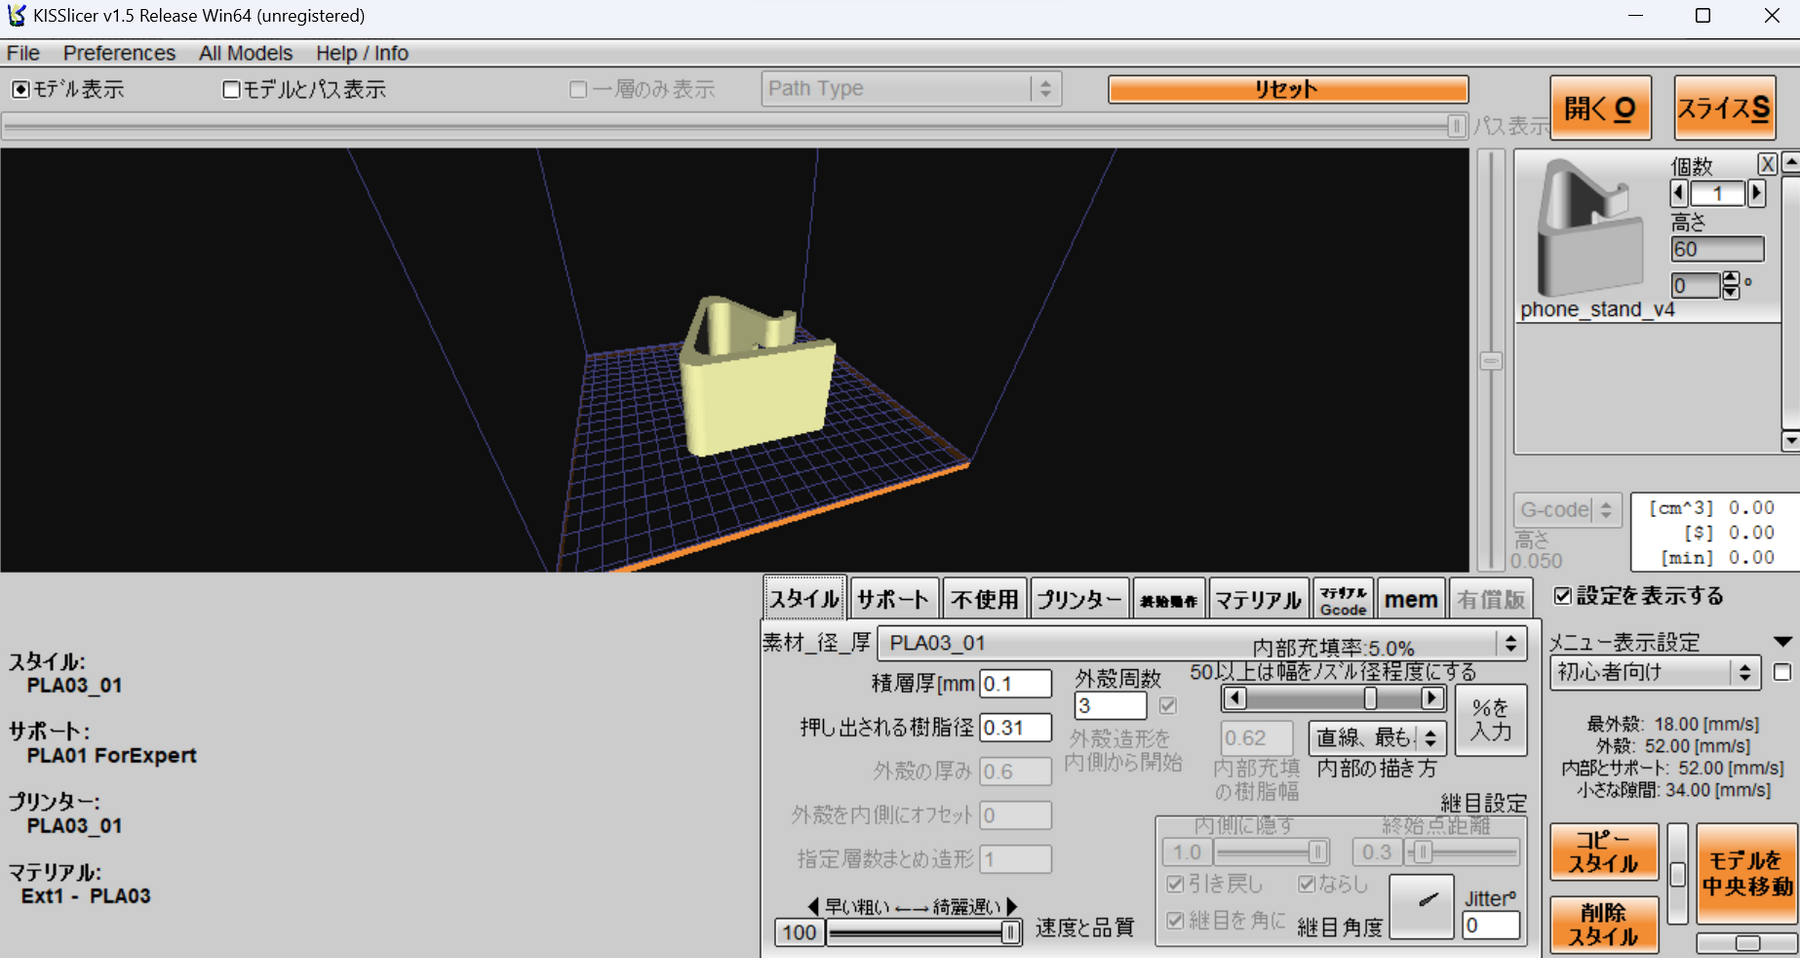 KISSlicer v1.5 Release Win64 (unregistered)
File Preferences All Models Help / Info
モデル表示 モデルとパス表示 一層のみ表示 Path Type リセット
開く O スライス S
パス表示
個数 X
1
高さ
60
0 °
phone_stand_v4
G-code
高さ
0.050
[cm^3] 0.00
[$] 0.00
[min] 0.00
スタイル サポート 不使用 プリンター 終始操作 マテリアル マテリアル Gcode mem 有償版
設定を表示する
素材_径_厚 PLA03_01 内部充填率:5.0%
メニュー表示設定
初心者向け
スタイル:
PLA03_01
サポート:
PLA01 ForExpert
プリンター:
PLA03_01
マテリアル:
Ext1 - PLA03
積層厚[mm 0.1
押し出される樹脂径 0.31
外殻の厚み 0.6
外殻を内側にオフセット 0
指定層数まとめ造形 1
早い粗い ←→ 綺麗遅い
100 速度と品質
外殻周数
3
外殻造形を
内側から開始
50以上は幅をノズル径程度にする
%を
入力
0.62 直線、最も
内部充填
の樹脂幅
内部の描き方
継目設定
内側に隠す 終始点距離
1.0 0.3
引き戻し ならし
継目を角に 継目角度
Jitter°
0
最外殻: 18.00 [mm/s]
外殻: 52.00 [mm/s]
内部とサポート: 52.00 [mm/s]
小さな隙間: 34.00 [mm/s]
コピー
スタイル
削除
スタイル
モデルを
中央移動